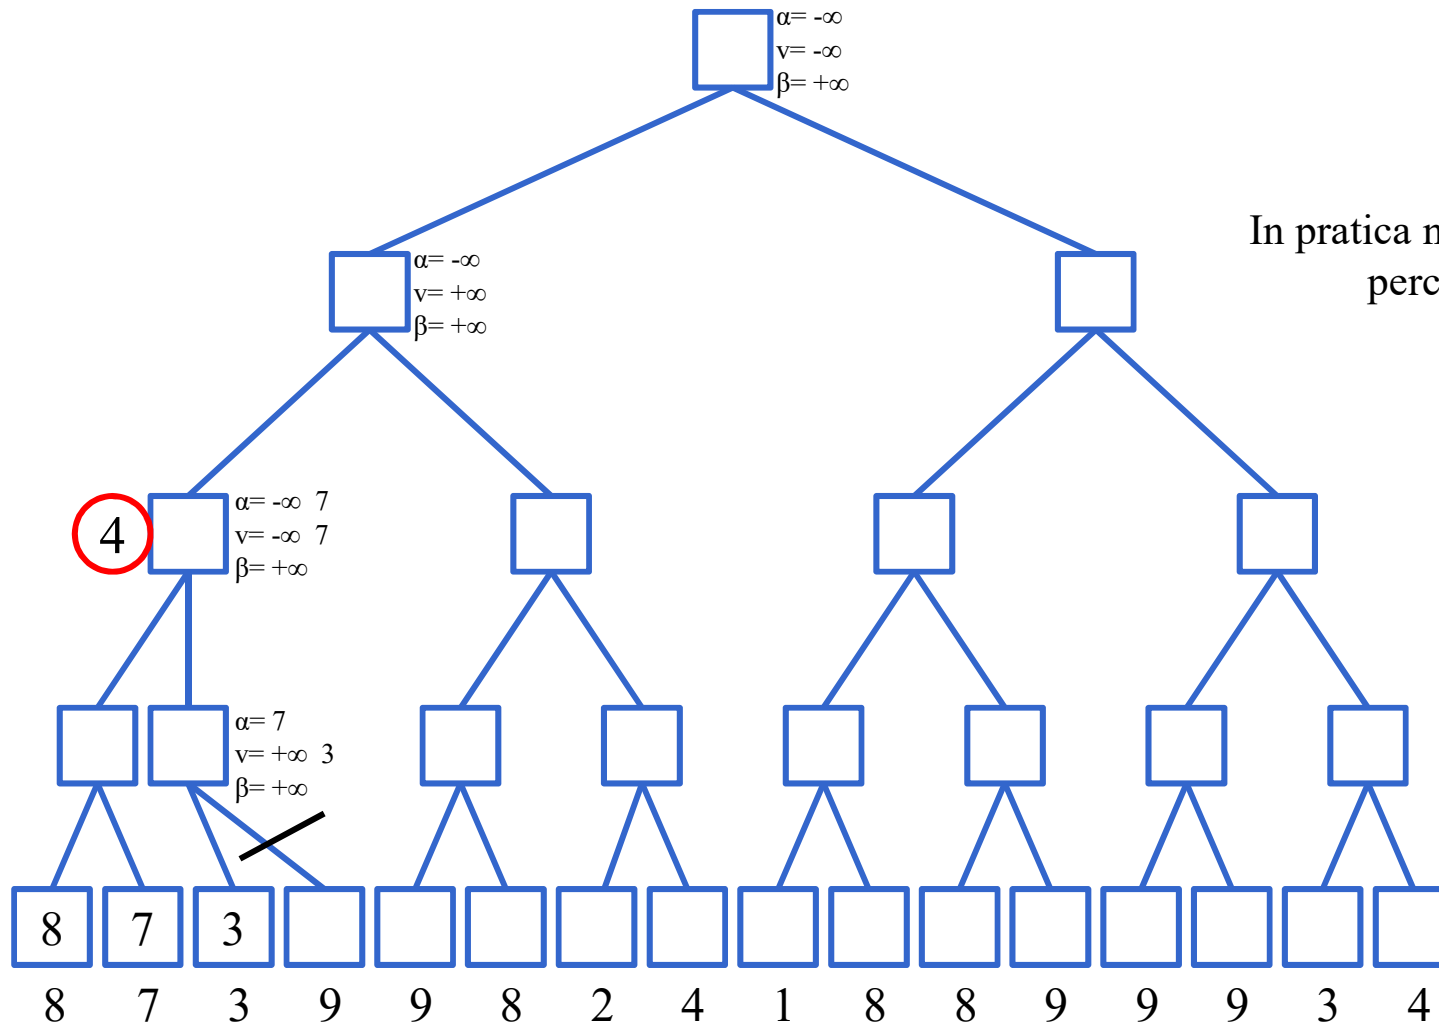 α= -∞
v= -∞
β= +∞
In pratica
α= -∞
v= +∞
β= +∞
4
α= -∞ 7
v= -∞ 7
β= +∞
α= 7
v= +∞ 3
β= +∞
8 7 3
8 7 3 9 9 8 2 4 1 8 8 9 9 9 3 4